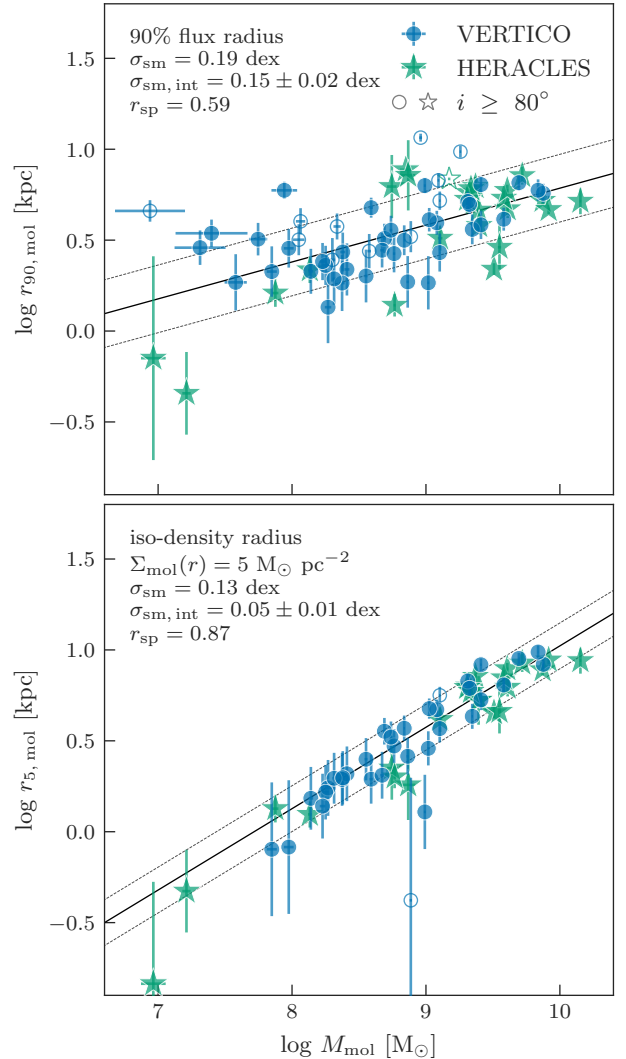 90% flux radius
σsm = 0.19 dex
σsm, int = 0.15 ± 0.02 dex
rsp = 0.59
VERTICO
HERACLES
i ≥ 80°
1.5
1.0
0.5
0.0
−0.5
log r90, mol [kpc]
iso-density radius
Σmol(r) = 5 M⊙ pc−2
σsm = 0.13 dex
σsm, int = 0.05 ± 0.01 dex
rsp = 0.87
1.5
1.0
0.5
0.0
−0.5
log r5, mol [kpc]
7 8 9 10
log Mmol [M⊙]